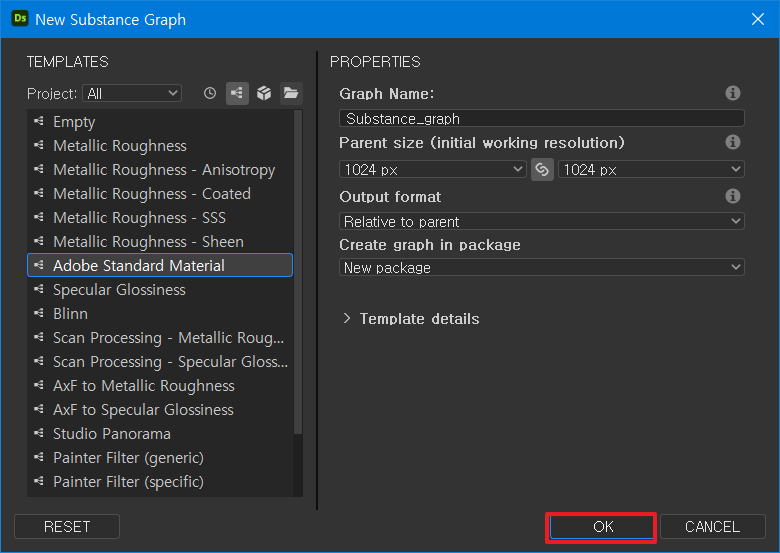 Ds New Substance Graph
TEMPLATES
Project: All
Empty
Metallic Roughness
Metallic Roughness - Anisotropy
Metallic Roughness - Coated
Metallic Roughness - SSS
Metallic Roughness - Sheen
Adobe Standard Material
Specular Glossiness
Blinn
Scan Processing - Metallic Roug...
Scan Processing - Specular Gloss...
AxF to Metallic Roughness
AxF to Specular Glossiness
Studio Panorama
Painter Filter (generic)
Painter Filter (specific)
RESET
PROPERTIES
Graph Name:
Substance_graph
Parent size (initial working resolution)
1024 px 1024 px
Output format
Relative to parent
Create graph in package
New package
Template details
OK CANCEL